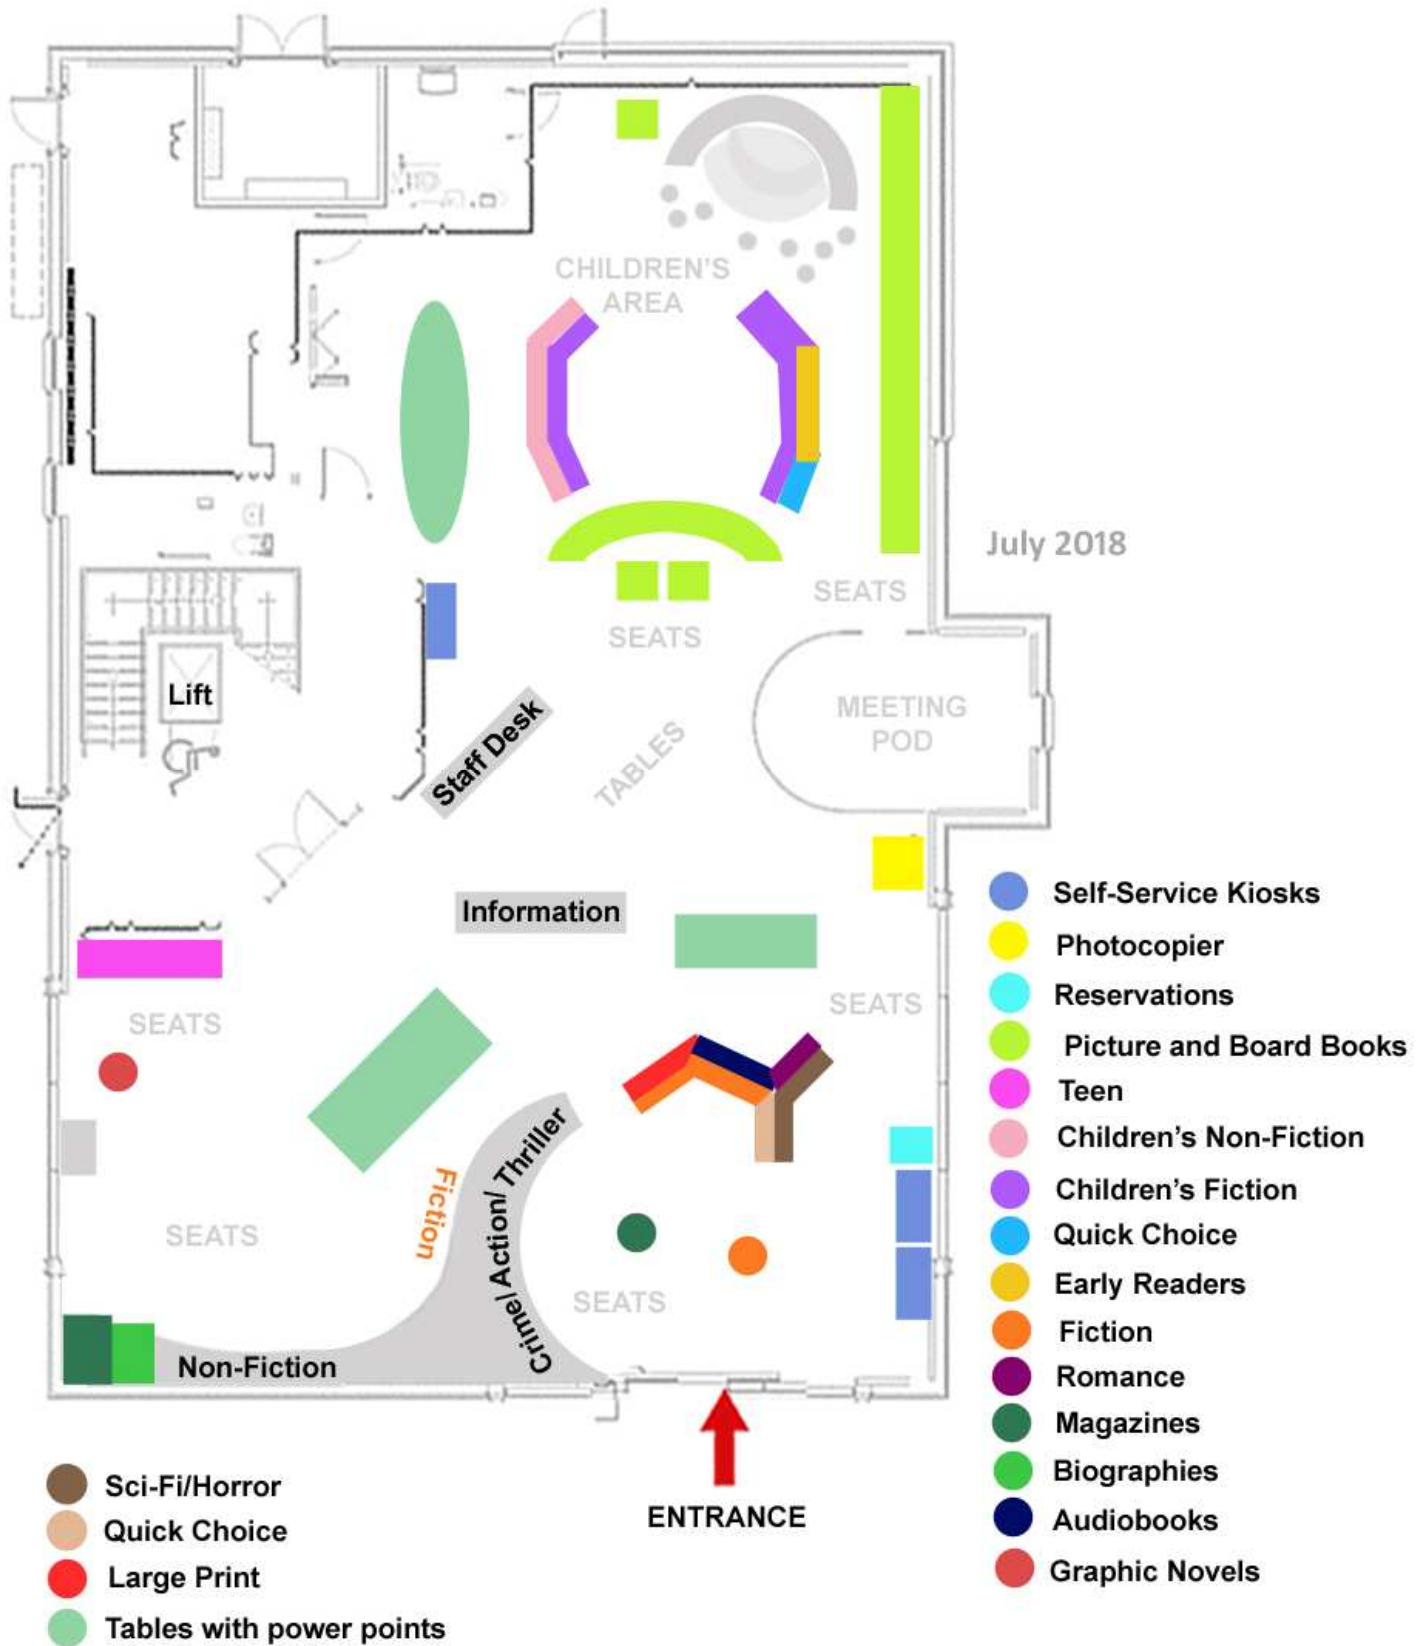 CHILDREN'S
AREA
July 2018
SEATS
SEATS
Lift
MEETING
POD
Staff Desk
TABLES
Information
SEATS
SEATS
Fiction
Crime/ Action/ Thriller
SEATS
SEATS
Non-Fiction
ENTRANCE
Self-Service Kiosks
Photocopier
Reservations
Picture and Board Books
Teen
Children's Non-Fiction
Children's Fiction
Quick Choice
Early Readers
Fiction
Romance
Magazines
Biographies
Audiobooks
Graphic Novels
Sci-Fi/Horror
Quick Choice
Large Print
Tables with power points